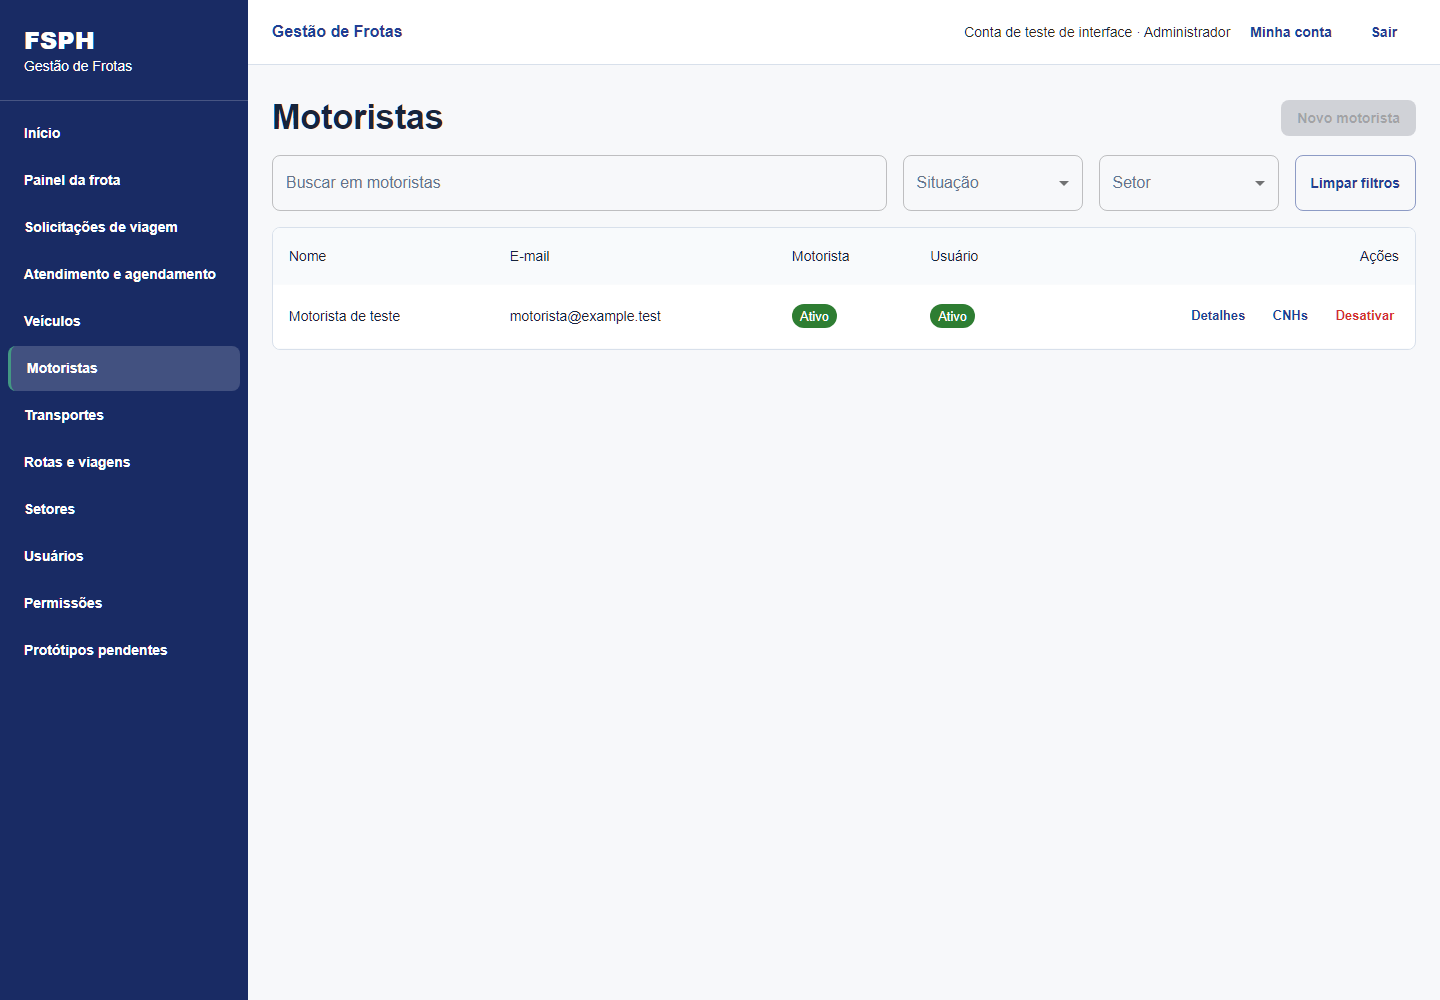 FSPH
Gestão de Frotas
Início
Painel da frota
Solicitações de viagem
Atendimento e agendamento
Veículos
Motoristas
Transportes
Rotas e viagens
Setores
Usuários
Permissões
Protótipos pendentes
Gestão de Frotas
Conta de teste de interface · Administrador Minha conta Sair
Motoristas
Novo motorista
Buscar em motoristas Situação Setor Limpar filtros
Nome E-mail Motorista Usuário Ações
Motorista de teste motorista@example.test Ativo Ativo Detalhes CNHs Desativar